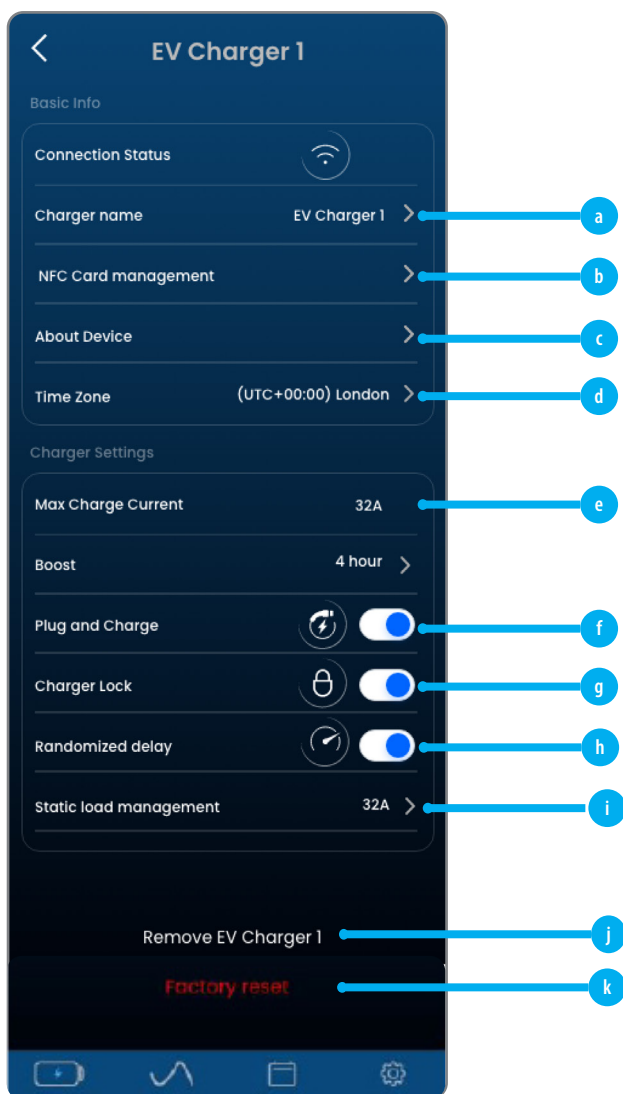 EV Charger 1
Basic Info
Connection Status
Charger name EV Charger 1 a
NFC Card management b
About Device c
Time Zone (UTC+00:00) London d
Charger Settings
Max Charge Current 32A e
Boost 4 hour
Plug and Charge f
Charger Lock g
Randomized delay h
Static load management 32A i
Remove EV Charger 1 j
Factory reset k